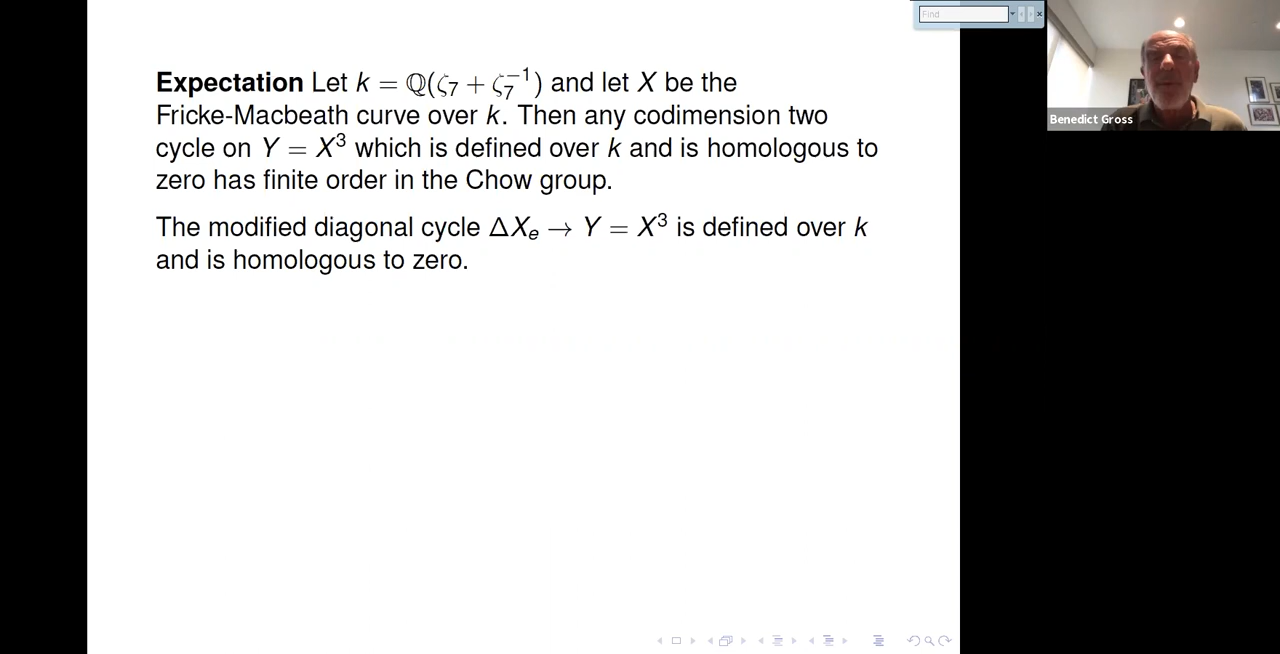 Find
Expectation Let k = ℚ(ζ₇ + ζ₇⁻¹) and let X be the
Fricke-Macbeath curve over k. Then any codimension two
cycle on Y = X³ which is defined over k and is homologous to
zero has finite order in the Chow group.
The modified diagonal cycle ΔXₑ → Y = X³ is defined over k
and is homologous to zero.
Benedict Gross